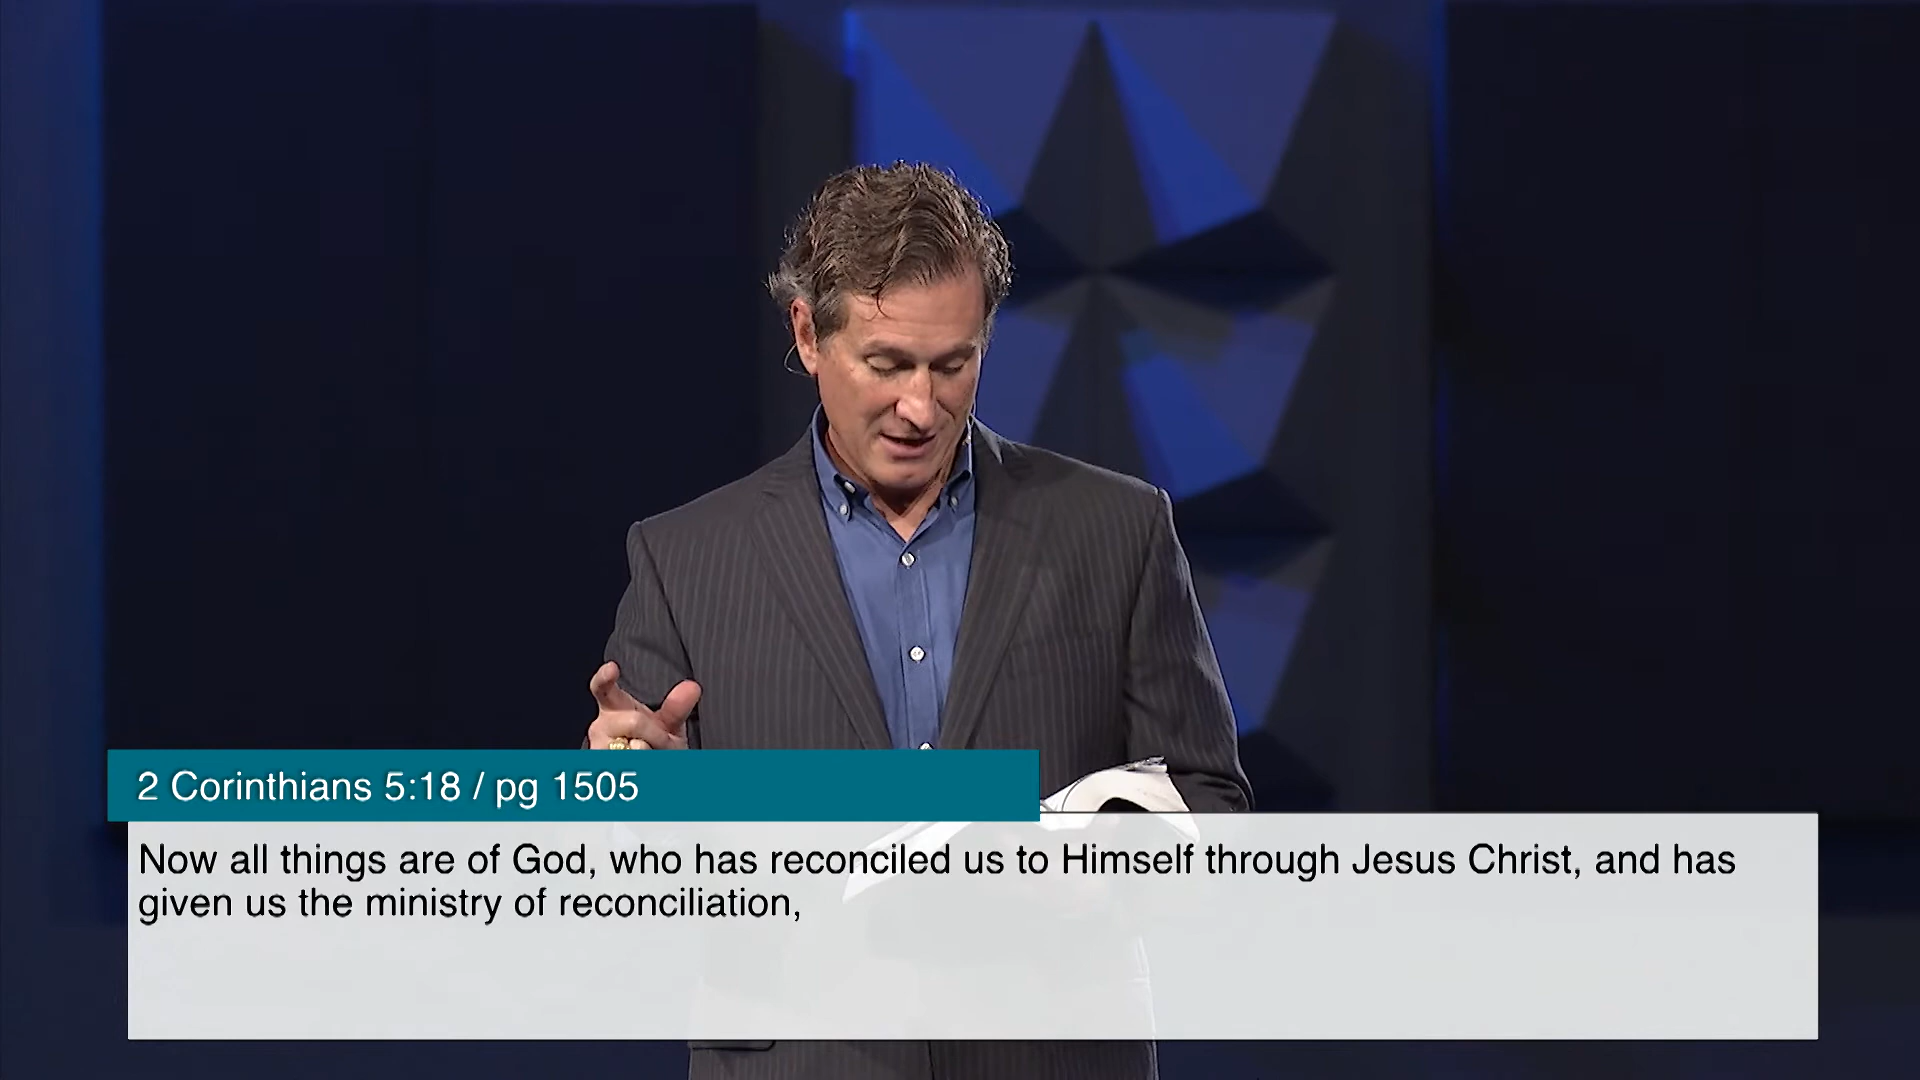 2 Corinthians 5:18 / pg 1505
Now all things are of God, who has reconciled us to Himself through Jesus Christ, and has
given us the ministry of reconciliation,